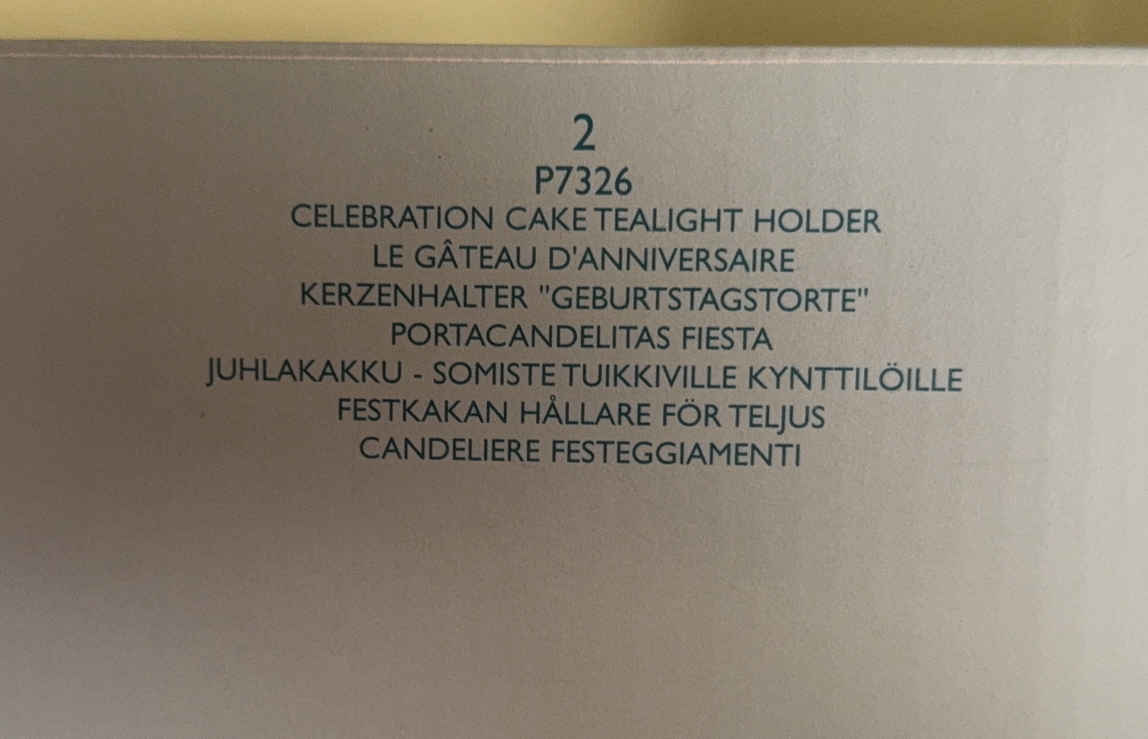 2
P7326
CELEBRATION CAKE TEALIGHT HOLDER
LE GÂTEAU D'ANNIVERSAIRE
KERZENHALTER "GEBURTSTAGSTORTE"
PORTACANDELITAS FIESTA
JUHLAKAKKU - SOMISTE TUIKKIVILLE KYNTTILÖILLE
FESTKAKAN HÅLLARE FÖR TELJUS
CANDELIERE FESTEGGIAMENTI